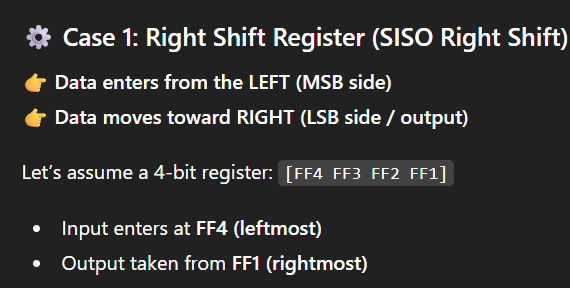 ⚙️ Case 1: Right Shift Register (SISO Right Shift)
👉 Data enters from the LEFT (MSB side)
👉 Data moves toward RIGHT (LSB side / output)
Let’s assume a 4-bit register: [FF4 FF3 FF2 FF1]
• Input enters at FF4 (leftmost)
• Output taken from FF1 (rightmost)